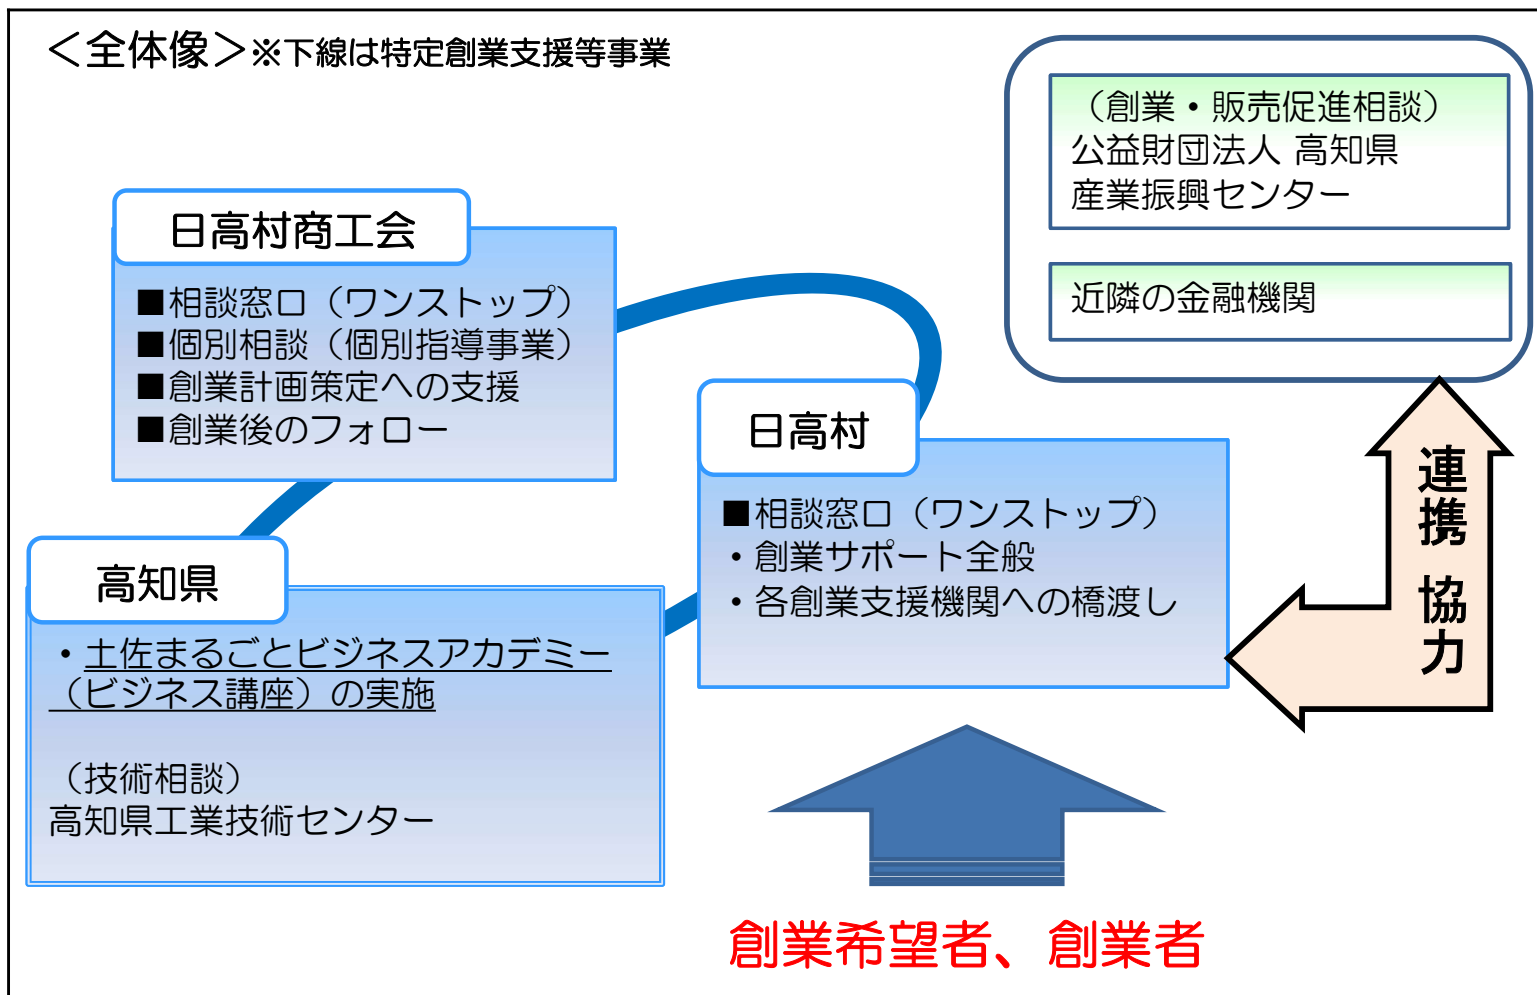 ＜全体像＞※下線は特定創業支援等事業
（創業・販売促進相談）
公益財団法人 高知県
産業振興センター
近隣の金融機関
日高村商工会
■相談窓口（ワンストップ）
■個別相談（個別指導事業）
■創業計画策定への支援
■創業後のフォロー
日高村
■相談窓口（ワンストップ）
・創業サポート全般
・各創業支援機関への橋渡し
連携 協力
高知県
・土佐まるごとビジネスアカデミー
（ビジネス講座）の実施
（技術相談）
高知県工業技術センター
創業希望者、創業者